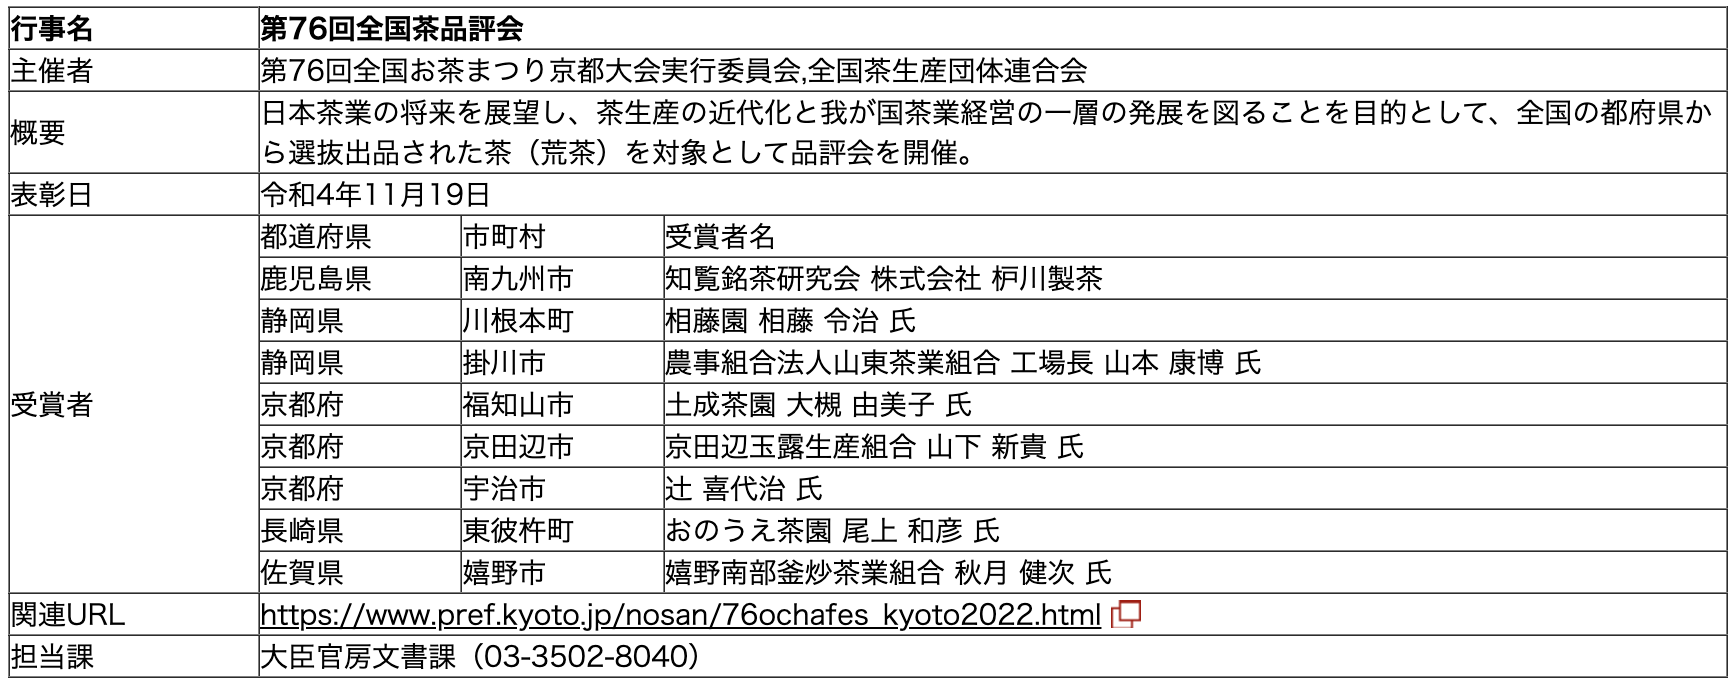 行事名 第76回全国茶品評会
主催者 第76回全国お茶まつり京都大会実行委員会,全国茶生産団体連合会
概要 日本茶業の将来を展望し、茶生産の近代化と我が国茶業経営の一層の発展を図ることを目的として、全国の都府県か
ら選抜出品された茶（荒茶）を対象として品評会を開催。
表彰日 令和4年11月19日
受賞者 都道府県 市町村 受賞者名
鹿児島県 南九州市 知覧銘茶研究会 株式会社 枦川製茶
静岡県 川根本町 相藤園 相藤 令治 氏
静岡県 掛川市 農事組合法人山東茶業組合 工場長 山本 康博 氏
京都府 福知山市 土成茶園 大槻 由美子 氏
京都府 京田辺市 京田辺玉露生産組合 山下 新貴 氏
京都府 宇治市 辻 喜代治 氏
長崎県 東彼杵町 おのうえ茶園 尾上 和彦 氏
佐賀県 嬉野市 嬉野南部釜炒茶業組合 秋月 健次 氏
関連URL https://www.pref.kyoto.jp/nosan/76ochafes_kyoto2022.html
担当課 大臣官房文書課（03-3502-8040）